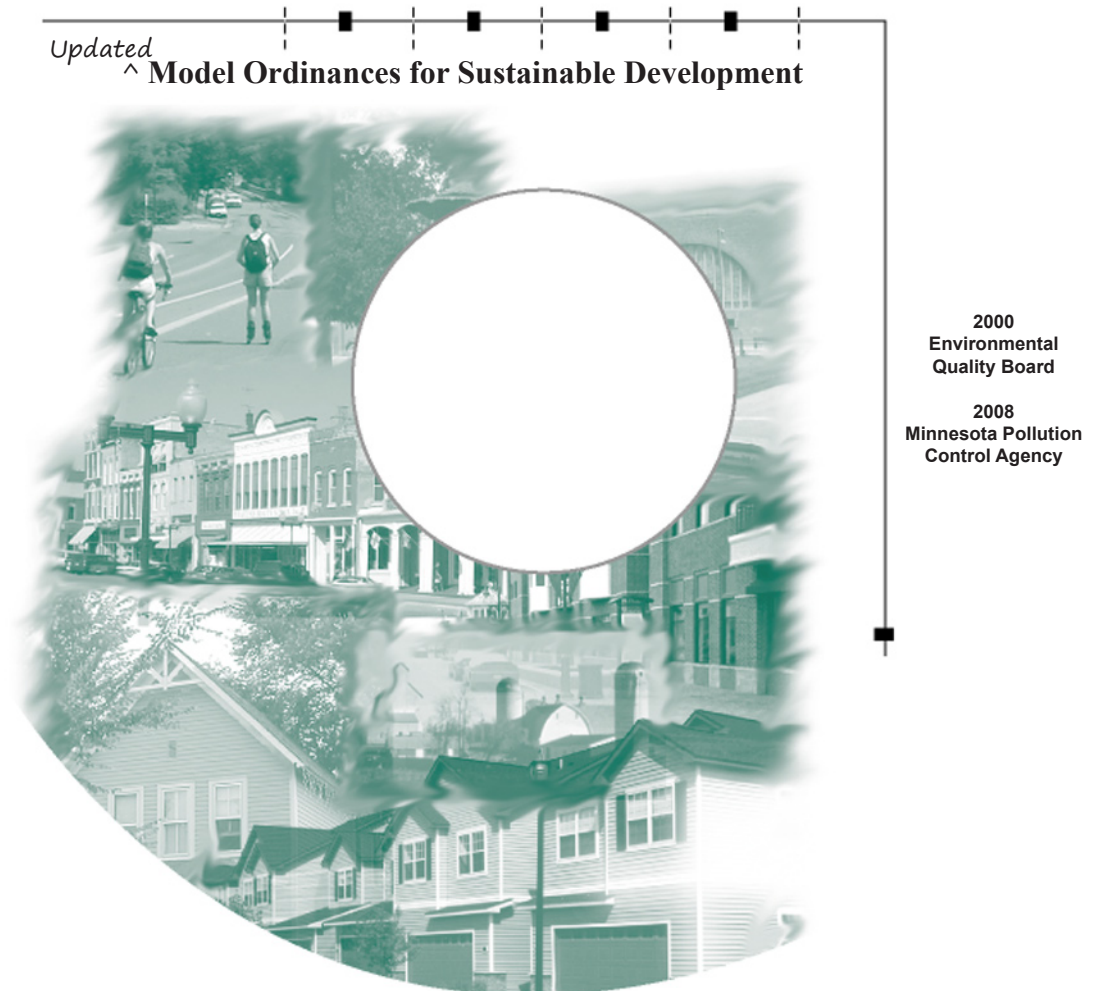 Updated
^ Model Ordinances for Sustainable Development
2000
Environmental
Quality Board
2008
Minnesota Pollution
Control Agency